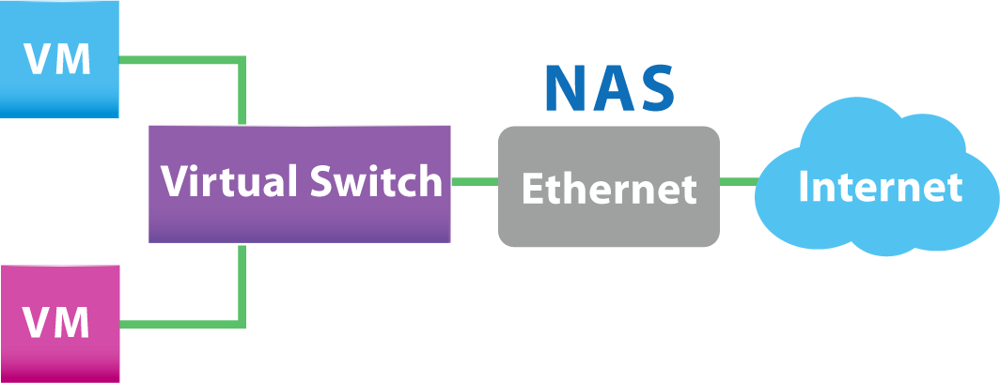 VM
NAS
Virtual Switch
Ethernet
Internet
VM